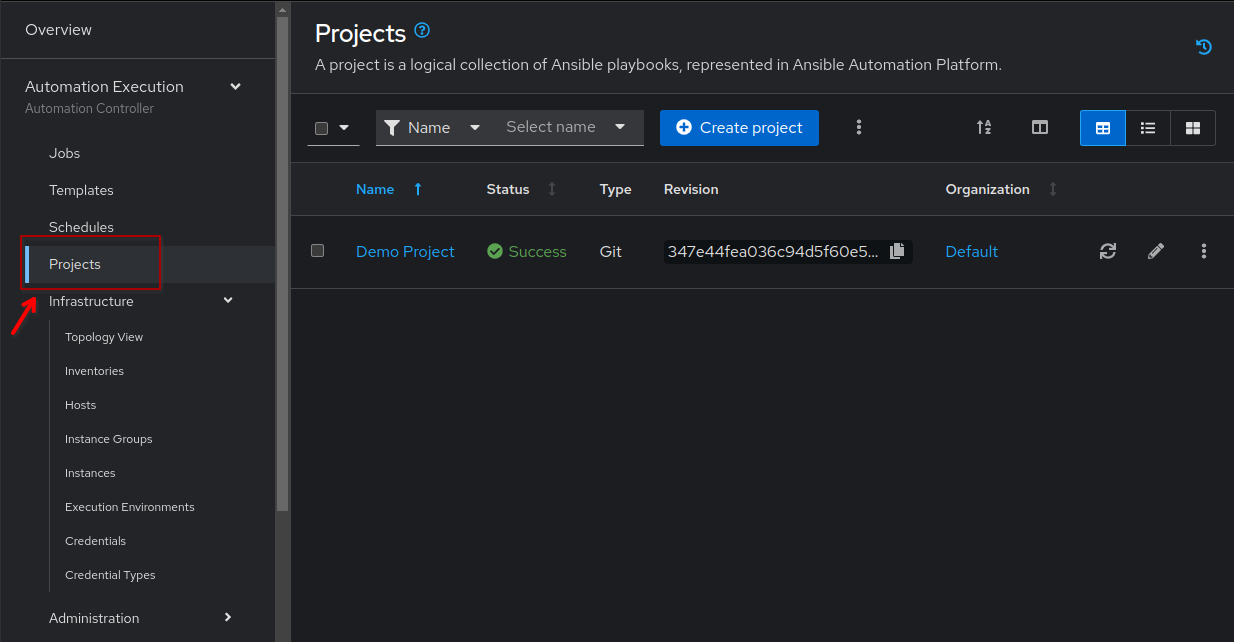 Overview
Automation Execution
Automation Controller
Jobs
Templates
Schedules
Projects
Infrastructure
Topology View
Inventories
Hosts
Instance Groups
Instances
Execution Environments
Credentials
Credential Types
Administration
Projects
A project is a logical collection of Ansible playbooks, represented in Ansible Automation Platform.
Name Select name Create project
Name Status Type Revision Organization
Demo Project Success Git 347e44fea036c94d5f60e5... Default